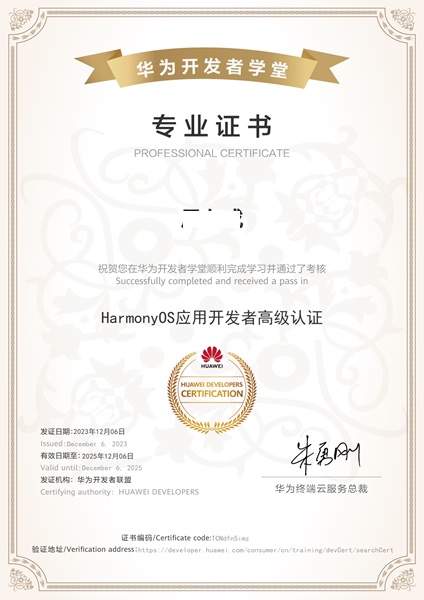 华为开发者学堂
专业证书
PROFESSIONAL CERTIFICATE
祝贺您在华为开发者学堂顺利完成学习并通过了考核
Successfully completed and received a pass in
HarmonyOS应用开发者高级认证
HUAWEI
HUAWEI DEVELOPERS
CERTIFICATION
发证日期:2023年12月06日
Issued:December 6, 2023
有效日期至:2025年12月06日
Valid until:December 6, 2025
发证机构: 华为开发者联盟
Certifying authority: HUAWEI DEVELOPERS
朱勇刚
华为终端云服务总裁
证书编码/Certificate code:TCNdfn5imz
验证地址/Verification address:https://developer.huawei.com/consumer/cn/training/devCert/searchCert